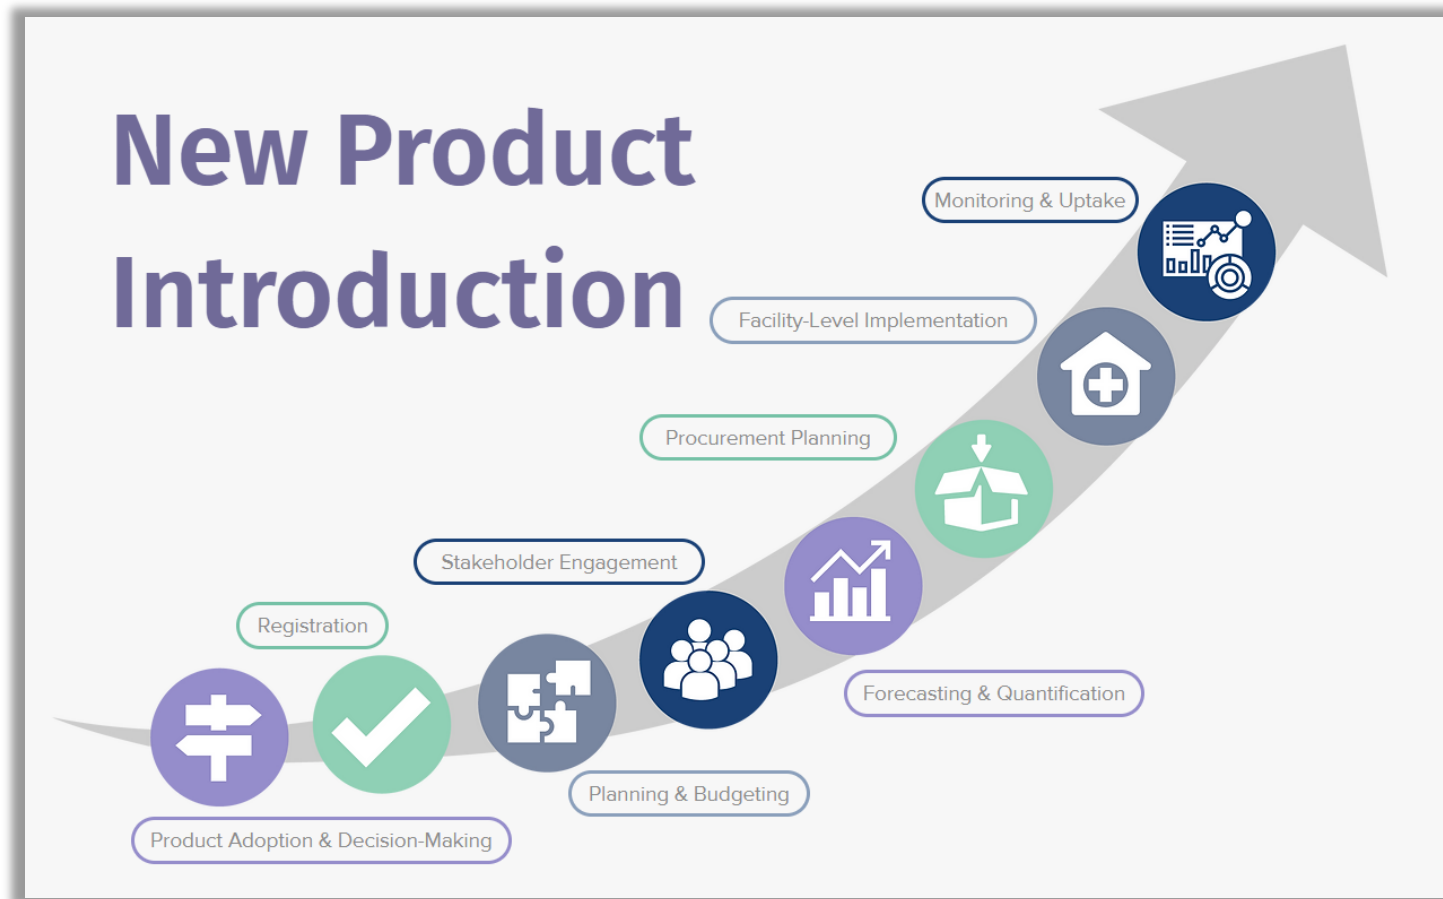 New Product
Introduction
Monitoring & Uptake
Facility-Level Implementation
Procurement Planning
Stakeholder Engagement
Registration
Forecasting & Quantification
Planning & Budgeting
Product Adoption & Decision-Making